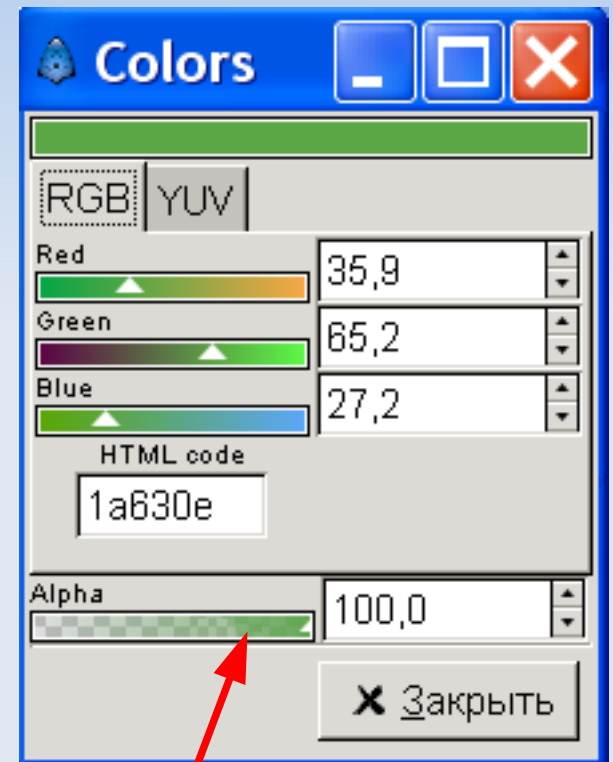 Colors
RGB YUV
Red
35,9
Green
65,2
Blue
27,2
HTML code
1a630e
Alpha
100,0
Закрыть